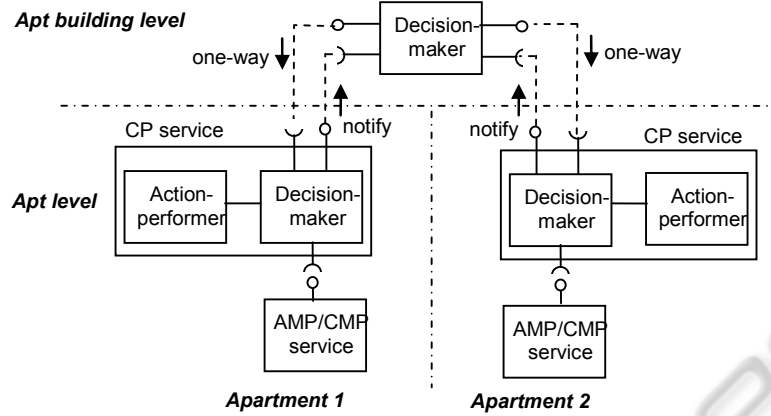 Apt building level
Decision-
maker
one-way
one-way
notify
notify
CP service
CP service
Apt level
Action-
performer
Decision-
maker
Decision-
maker
Action-
performer
AMP/CMP
service
AMP/CMP
service
Apartment 1
Apartment 2